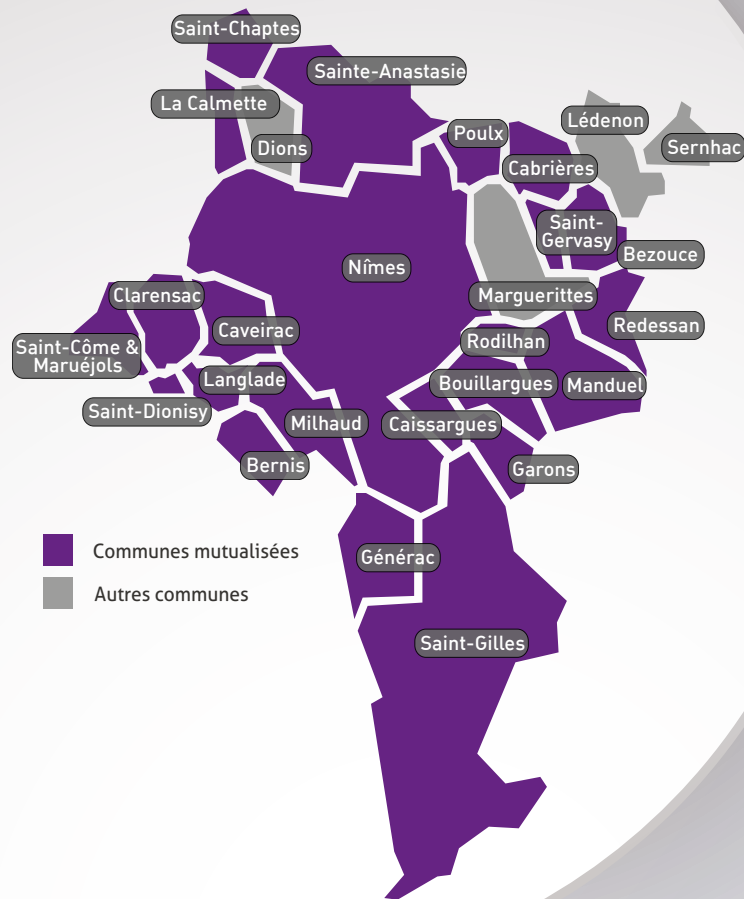 Saint-Chaptes
Sainte-Anastasie
La Calmette
Dions
Poulx
Lédenon
Sernhac
Cabrières
Saint-
Gervasy
Bezouce
Nîmes
Marguerittes
Clarensac
Caveirac
Redessan
Rodilhan
Saint-Côme &
Maruéjols
Langlade
Bouillargues
Manduel
Saint-Dionisy
Milhaud
Caissargues
Bernis
Garons
Communes mutualisées
Générac
Autres communes
Saint-Gilles